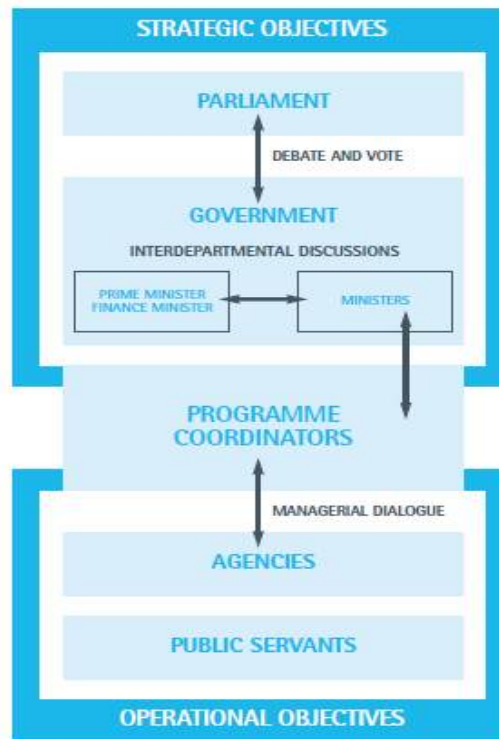 STRATEGIC OBJECTIVES
PARLIAMENT
DEBATE AND VOTE
GOVERNMENT
INTERDEPARTMENTAL DISCUSSIONS
PRIME MINISTER
FINANCE MINISTER
MINISTERS
PROGRAMME
COORDINATORS
MANAGERIAL DIALOGUE
AGENCIES
PUBLIC SERVANTS
OPERATIONAL OBJECTIVES